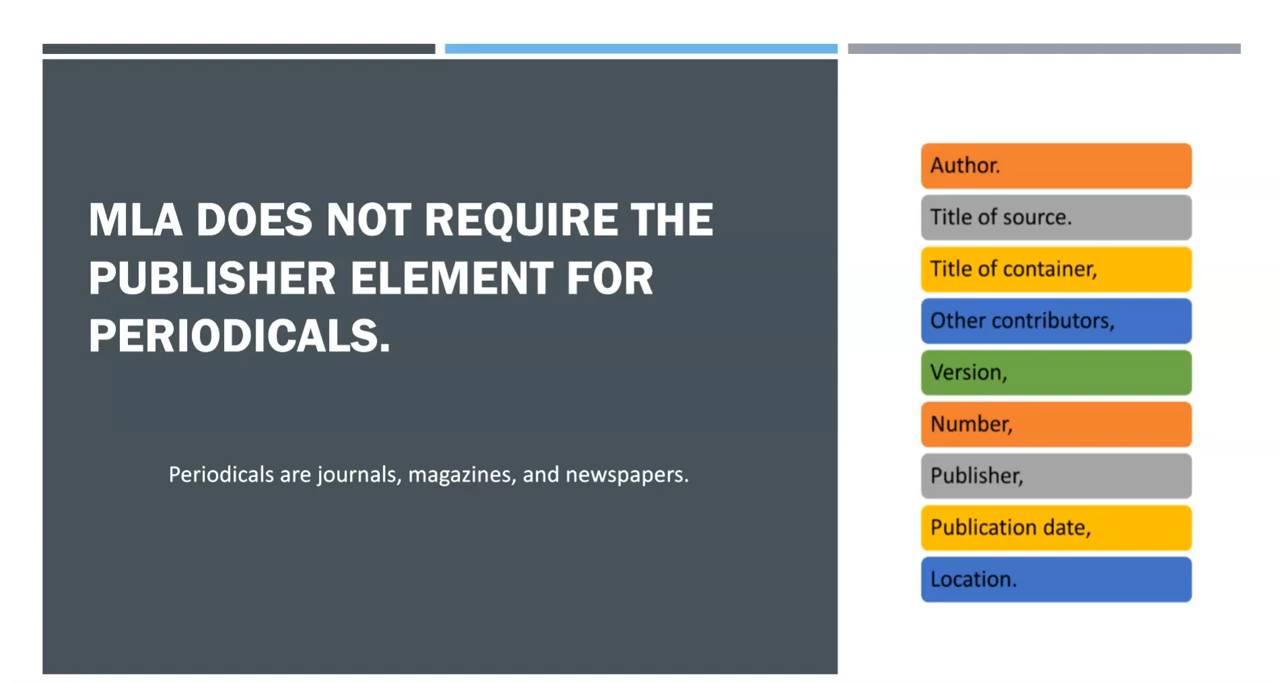 MLA DOES NOT REQUIRE THE
PUBLISHER ELEMENT FOR
PERIODICALS.
Periodicals are journals, magazines, and newspapers.
Author.
Title of source.
Title of container,
Other contributors,
Version,
Number,
Publisher,
Publication date,
Location.